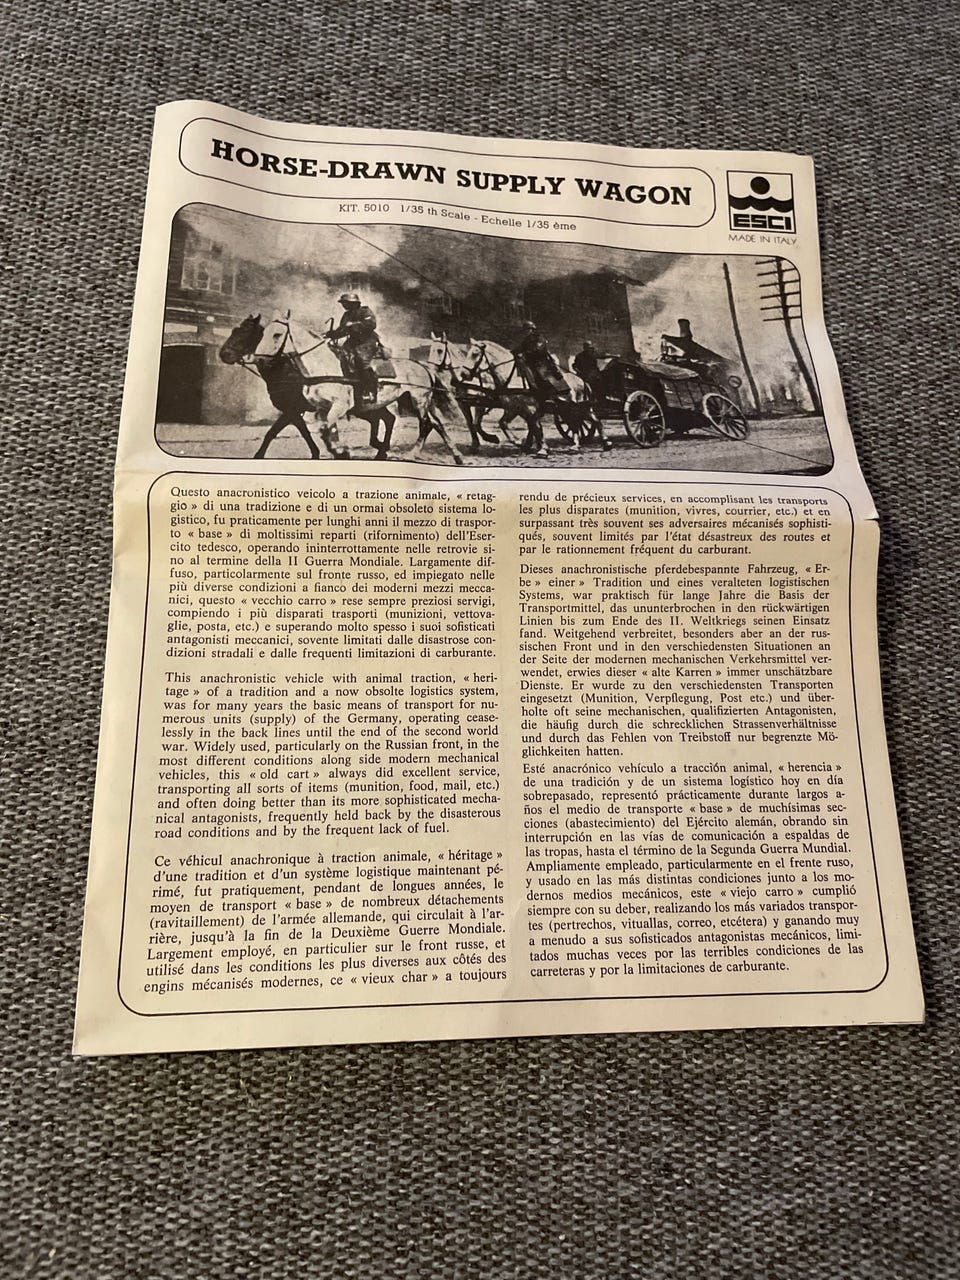 HORSE-DRAWN SUPPLY WAGON
KIT. 5010 1/35 th Scale - Echelle 1/35 ème
ESCI
MADE IN ITALY
Questo anacronistico veicolo a trazione animale, « retag-
gio » di una tradizione e di un ormai obsoleto sistema lo-
gistico, fu praticamente per lunghi anni il mezzo di traspor-
to « base » di moltissimi reparti (rifornimento) dell'Eser-
cito tedesco, operando ininterrottamente nelle retrovie si-
no al termine della II Guerra Mondiale. Largamente dif-
fuso, particolarmente sul fronte russo, ed impiegato nelle
più diverse condizioni a fianco dei moderni mezzi mecca-
nici, questo « vecchio carro » rese sempre preziosi servigi,
compiendo i più disparati trasporti (munizioni, vettova-
glie, posta, etc.) e superando molto spesso i suoi sofisticati
antagonisti meccanici, sovente limitati dalle disastrose con-
dizioni stradali e dalle frequenti limitazioni di carburante.
This anachronistic vehicle with animal traction, « heri-
tage » of a tradition and a now obsolte logistics system,
was for many years the basic means of transport for nu-
merous units (supply) of the Germany, operating cease-
lessly in the back lines until the end of the second world
war. Widely used, particularly on the Russian front, in the
most different conditions along side modern mechanical
vehicles, this « old cart » always did excellent service,
transporting all sorts of items (munition, food, mail, etc.)
and often doing better than its more sophisticated mecha-
nical antagonists, frequently held back by the disasterous
road conditions and by the frequent lack of fuel.
Ce véhicul anachronique à traction animale, « héritage »
d'une tradition et d'un système logistique maintenant pé-
rimé, fut pratiquement, pendant de longues années, le
moyen de transport « base » de nombreux détachements
(ravitaillement) de l'armée allemande, qui circulait à l'ar-
rière, jusqu'à la fin de la Deuxième Guerre Mondiale.
Largement employé, en particulier sur le front russe, et
utilisé dans les conditions les plus diverses aux côtés des
engins mécanisés modernes, ce « vieux char » a toujours
rendu de précieux services, en accomplisant les transports
les plus disparates (munition, vivres, courrier, etc.) et en
surpassant très souvent ses adversaires mécanisés sophisti-
qués, souvent limités par l'état désastreux des routes et
par le rationnement fréquent du carburant.
Dieses anachronistische pferdebespannte Fahrzeug, « Er-
be » einer » Tradition und eines veralteten logistischen
Systems, war praktisch für lange Jahre die Basis der
Transportmittel, das ununterbrochen in den rückwärtigen
Linien bis zum Ende des II. Weltkriegs seinen Einsatz
fand. Weitgehend verbreitet, besonders aber an der rus-
sischen Front und in den verschiedensten Situationen an
der Seite der modernen mechanischen Verkehrsmittel ver-
wendet, erwies dieser « alte Karren » immer unschätzbare
Dienste. Er wurde zu den verschiedensten Transporten
eingesetzt (Munition, Verpflegung, Post etc.) und über-
holte oft seine mechanischen, qualifizierten Antagonisten,
die häufig durch die schrecklichen Strassenverhältnisse
und durch das Fehlen von Treibstoff nur begrenzte Mö-
glichkeiten hatten.
Esté anacrónico vehículo a tracción animal, « herencia »
de una tradición y de un sistema logístico hoy en día
sobrepasado, representó prácticamente durante largos a-
ños el medio de transporte « base » de muchísimas sec-
ciones (abastecimiento) del Ejército alemán, obrando sin
interrupción en las vías de comunicación a espaldas de
las tropas, hasta el término de la Segunda Guerra Mundial.
Ampliamente empleado, particularmente en el frente ruso,
y usado en las más distintas condiciones junto a los mo-
dernos medios mecánicos, este « viejo carro » cumplió
siempre con su deber, realizando los más variados transpor-
tes (pertrechos, vituallas, correo, etcétera) y ganando muy
a menudo a sus sofisticados antagonistas mecánicos, limi-
tados muchas veces por las terribles condiciones de las
carreteras y por la limitaciones de carburante.